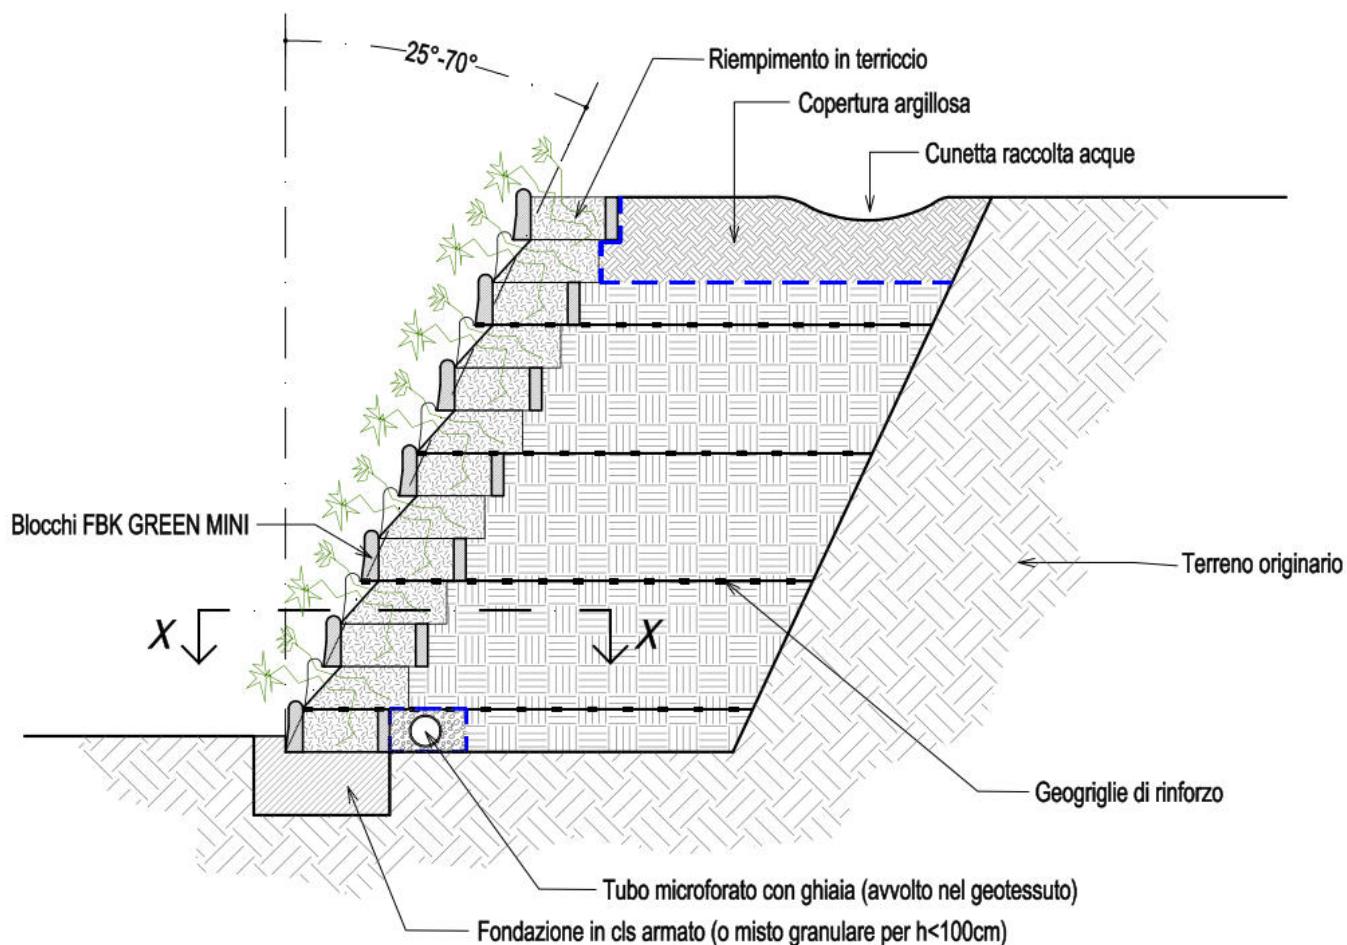 25°-70°
Riempimento in terriccio
Copertura argillosa
Cunetta raccolta acque
Blocchi FBK GREEN MINI
Terreno originario
X X
Geogriglie di rinforzo
Tubo microforato con ghiaia (avvolto nel geotessuto)
Fondazione in cls armato (o misto granulare per h<100cm)